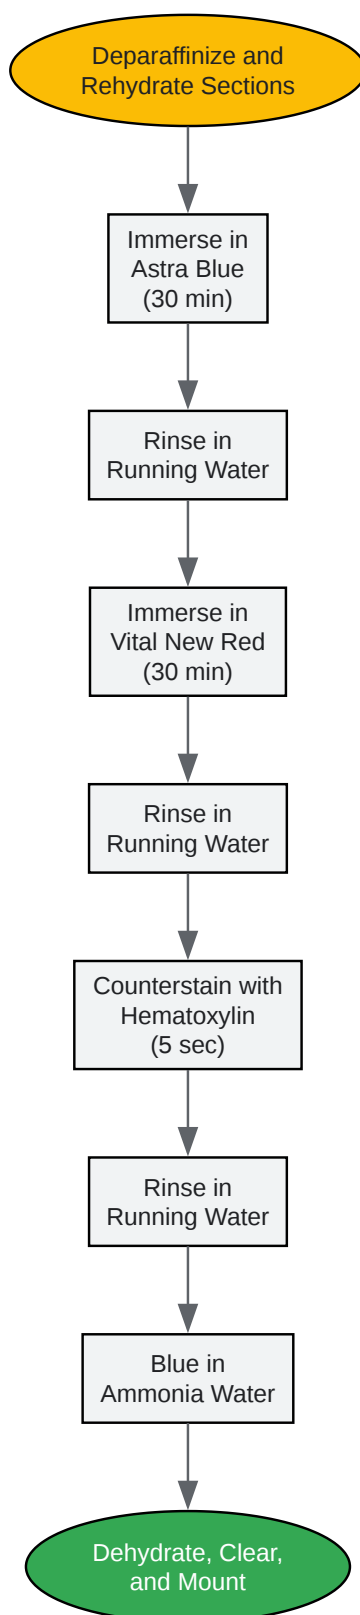 Deparaffinize and
Rehydrate Sections
Immerse in
Astra Blue
(30 min)
Rinse in
Running Water
Immerse in
Vital New Red
(30 min)
Rinse in
Running Water
Counterstain with
Hematoxylin
(5 sec)
Rinse in
Running Water
Blue in
Ammonia Water
Dehydrate, Clear,
and Mount